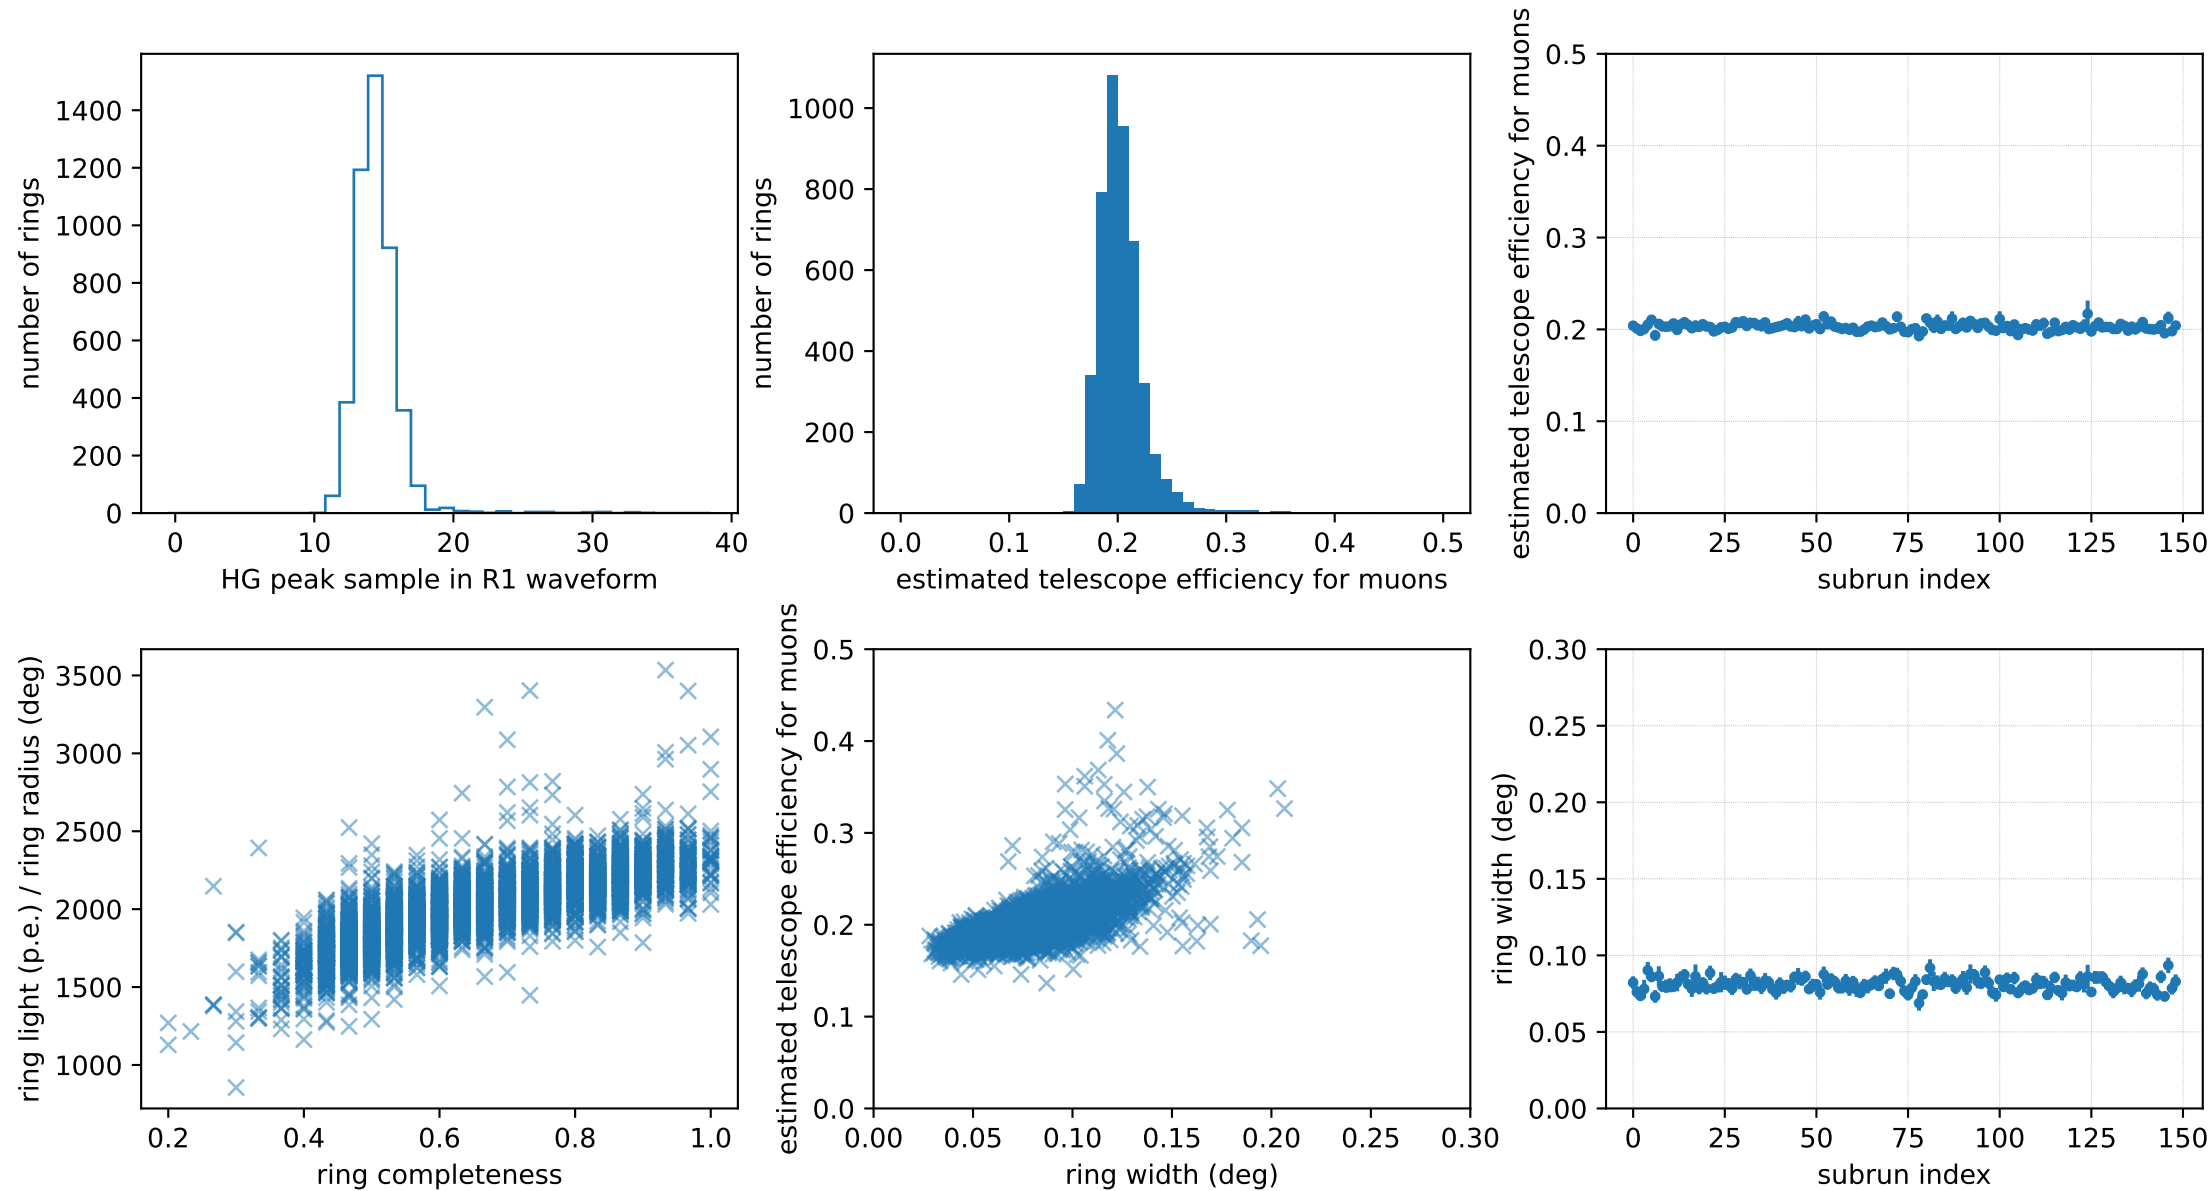 number of rings
1400
1200
1000
800
600
400
200
0
0 10 20 30 40
HG peak sample in R1 waveform
number of rings
1000
800
600
400
200
0
0.0 0.1 0.2 0.3 0.4 0.5
estimated telescope efficiency for muons
estimated telescope efficiency for muons
0.5
0.4
0.3
0.2
0.1
0.0
0 25 50 75 100 125 150
subrun index
ring light (p.e.) / ring radius (deg)
3500
3000
2500
2000
1500
1000
0.2 0.4 0.6 0.8 1.0
ring completeness
estimated telescope efficiency for muons
0.5
0.4
0.3
0.2
0.1
0.0
0.00 0.05 0.10 0.15 0.20 0.25 0.30
ring width (deg)
ring width (deg)
0.30
0.25
0.20
0.15
0.10
0.05
0.00
0 25 50 75 100 125 150
subrun index